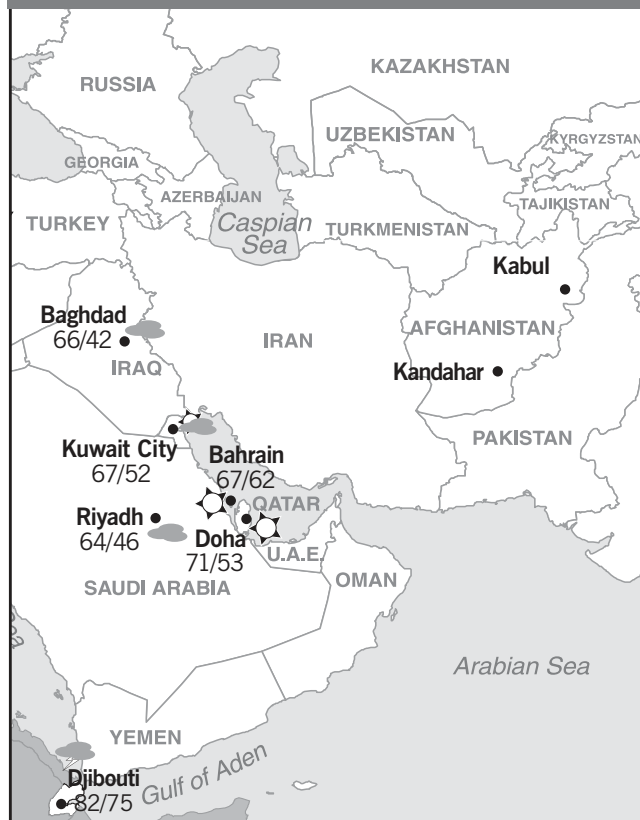 RUSSIA
KAZAKHSTAN
UZBEKISTAN
KYRGYZSTAN
GEORGIA
AZERBAIJAN
TAJIKISTAN
TURKEY
Caspian
Sea
TURKMENISTAN
Kabul
Baghdad
66/42
IRAQ
IRAN
AFGHANISTAN
Kandahar
PAKISTAN
Kuwait City
67/52
Bahrain
67/62
QATAR
Riyadh
64/46
Doha
71/53
U.A.E.
SAUDI ARABIA
OMAN
Arabian Sea
YEMEN
Gulf of Aden
Djibouti
82/75